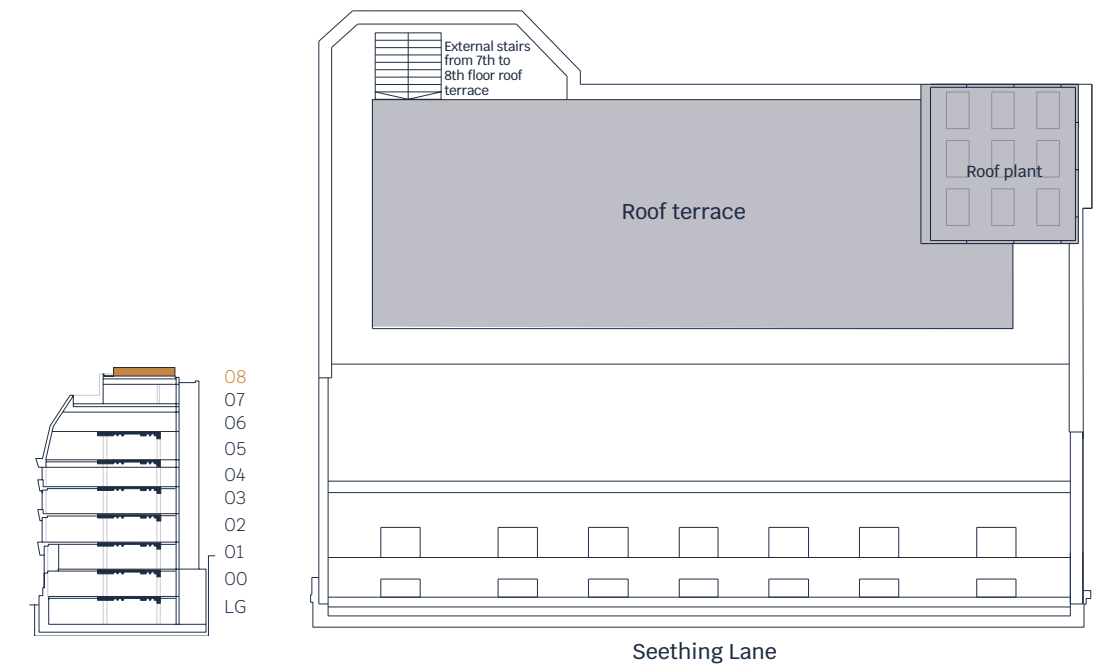 External stairs
from 7th to
8th floor roof
terrace
Roof plant
Roof terrace
08
07
06
05
04
03
02
01
00
LG
Seething Lane